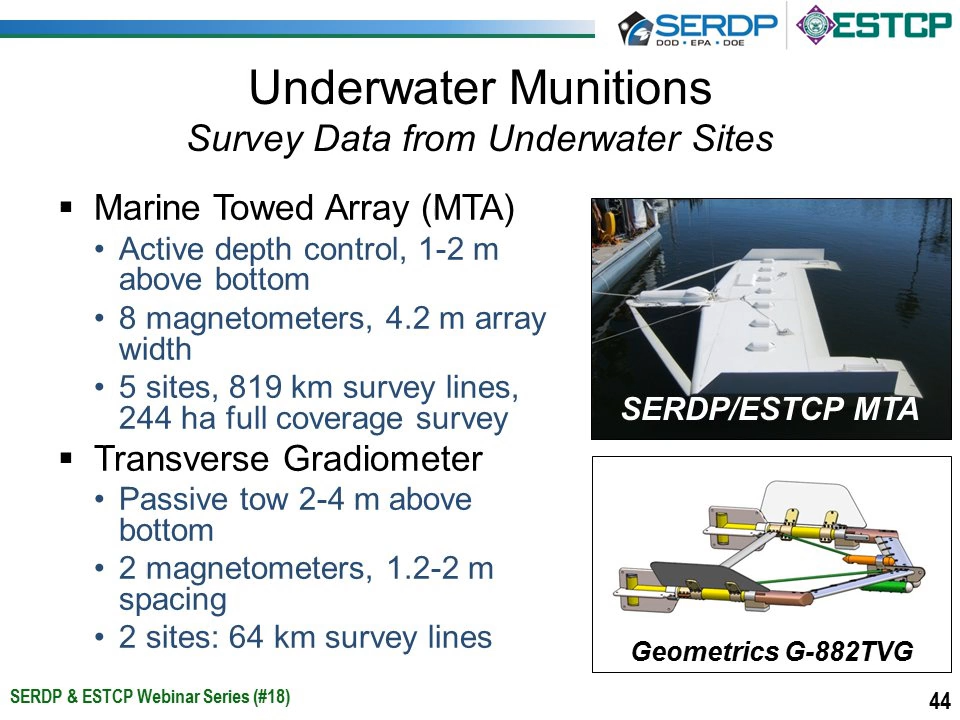 SERDP
DOD • EPA • DOE
ESTCP
Underwater Munitions
Survey Data from Underwater Sites
▪ Marine Towed Array (MTA)
• Active depth control, 1-2 m
above bottom
• 8 magnetometers, 4.2 m array
width
• 5 sites, 819 km survey lines,
244 ha full coverage survey
▪ Transverse Gradiometer
• Passive tow 2-4 m above
bottom
• 2 magnetometers, 1.2-2 m
spacing
• 2 sites: 64 km survey lines
SERDP/ESTCP MTA
Geometrics G-882TVG
SERDP & ESTCP Webinar Series (#18)
44